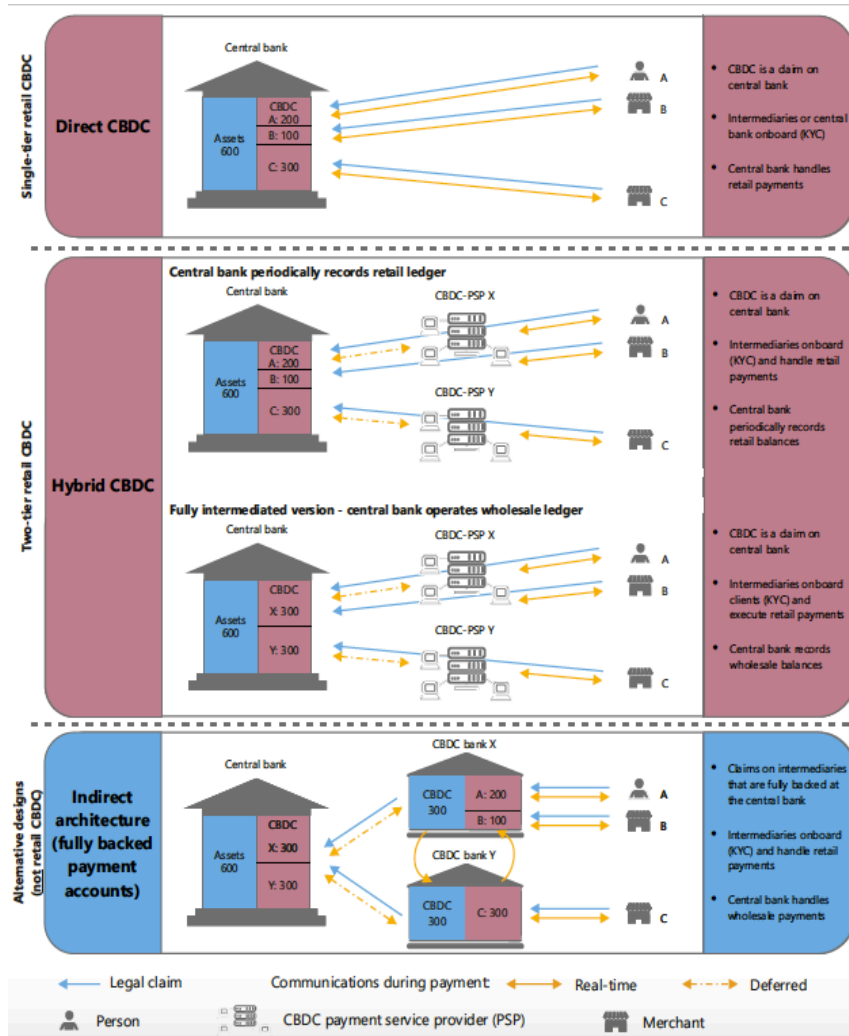 Single-tier retail CBDC
Direct CBDC
Central bank
Assets
600
CBDC
A: 200
B: 100
C: 300
A
B
C
• CBDC is a claim on
central bank
• Intermediaries or central
bank onboard (KYC)
• Central bank handles
retail payments
Two-tier retail CBDC
Hybrid CBDC
Central bank periodically records retail ledger
Central bank
CBDC-PSP X
Assets
600
CBDC
A: 200
B: 100
C: 300
CBDC-PSP Y
A
B
C
• CBDC is a claim on
central bank
• Intermediaries onboard
(KYC) and handle retail
payments
• Central bank
periodically records
retail balances
Fully intermediated version - central bank operates wholesale ledger
Central bank
CBDC-PSP X
Assets
600
CBDC
X: 300
Y: 300
CBDC-PSP Y
A
B
C
• CBDC is a claim on
central bank
• Intermediaries onboard
clients (KYC) and
execute retail payments
• Central bank records
wholesale balances
Alternative designs
(not retail CBDC)
Indirect
architecture
(fully backed
payment
accounts)
Central bank
Assets
600
CBDC
X: 300
Y: 300
CBDC bank X
CBDC
300
A: 200
B: 100
CBDC bank Y
CBDC
300
C: 300
A
B
C
• Claims on intermediaries
that are fully backed at
the central bank
• Intermediaries onboard
(KYC) and handle retail
payments
• Central bank handles
wholesale payments
Legal claim
Communications during payment:
Real-time
Deferred
Person
CBDC payment service provider (PSP)
Merchant